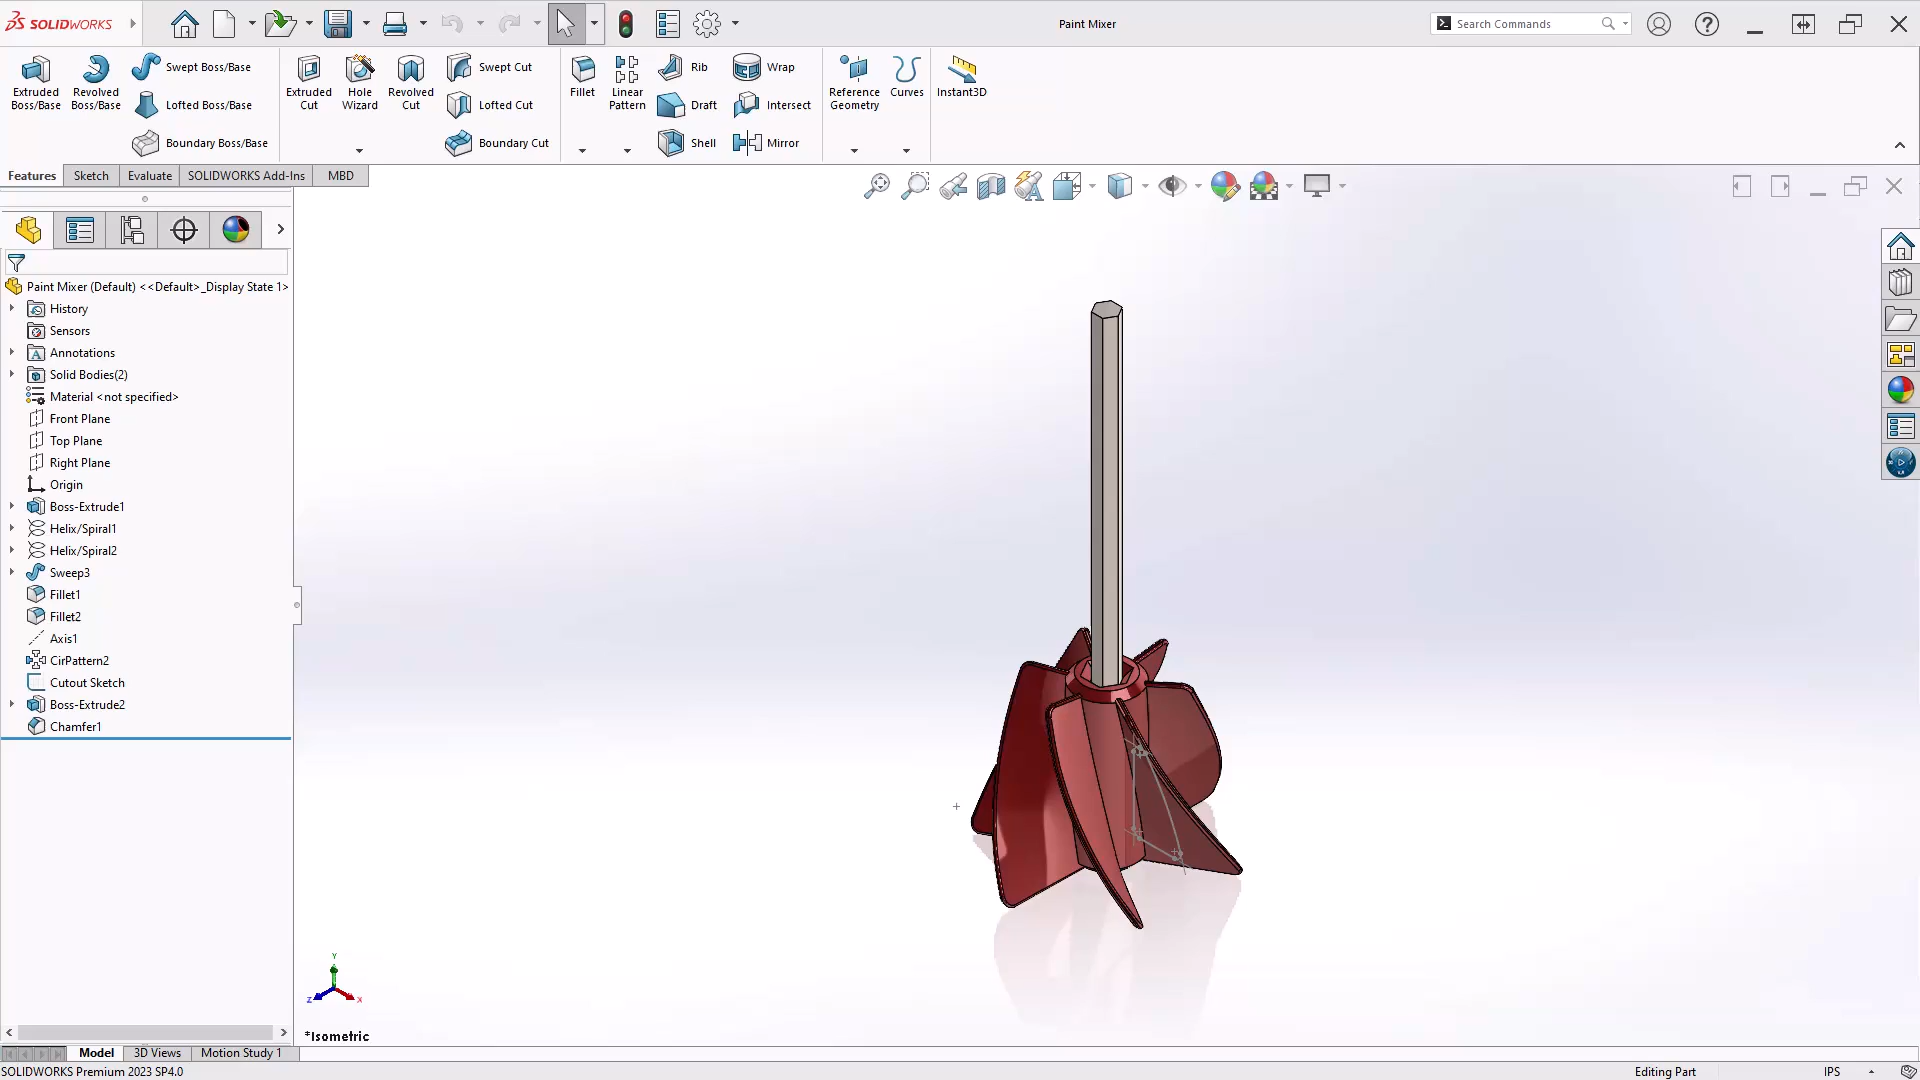 SOLIDWORKS
Paint Mixer
Search Commands
Extruded Boss/Base
Revolved Boss/Base
Swept Boss/Base
Lofted Boss/Base
Boundary Boss/Base
Extruded Cut
Hole Wizard
Revolved Cut
Swept Cut
Lofted Cut
Boundary Cut
Fillet
Linear Pattern
Rib
Draft
Shell
Wrap
Intersect
Mirror
Reference Geometry
Curves
Instant3D
Features
Sketch
Evaluate
SOLIDWORKS Add-Ins
MBD
Paint Mixer (Default) <<Default>_Display State 1>
History
Sensors
Annotations
Solid Bodies(2)
Material <not specified>
Front Plane
Top Plane
Right Plane
Origin
Boss-Extrude1
Helix/Spiral1
Helix/Spiral2
Sweep3
Fillet1
Fillet2
Axis1
CirPattern2
Cutout Sketch
Boss-Extrude2
Chamfer1
Y
Z
X
*Isometric
Model
3D Views
Motion Study 1
SOLIDWORKS Premium 2023 SP4.0
Editing Part
IPS